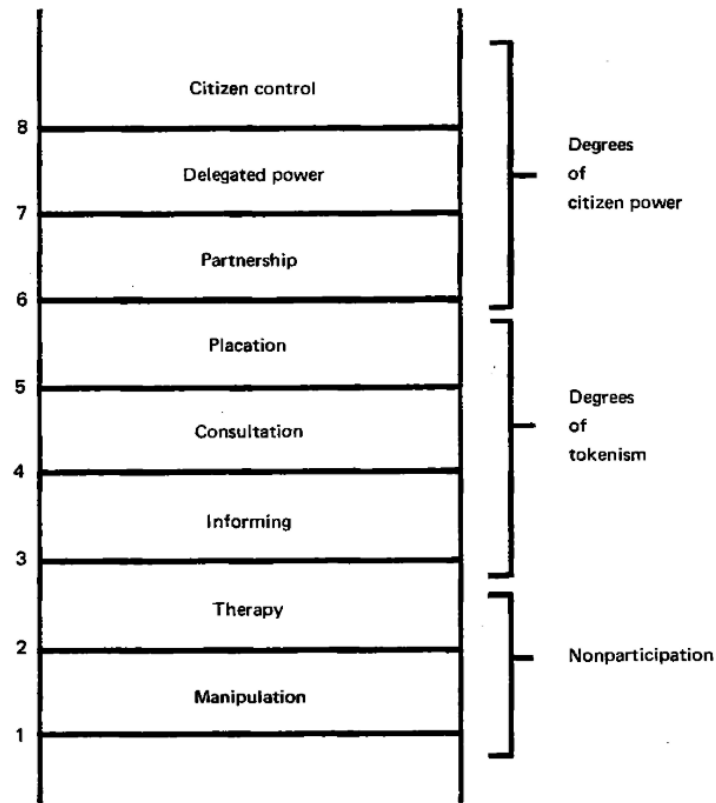 Citizen control
8
Delegated power
7
Partnership
6
Placation
5
Consultation
4
Informing
3
Therapy
2
Manipulation
1
Degrees
of
citizen power
Degrees
of
tokenism
Nonparticipation